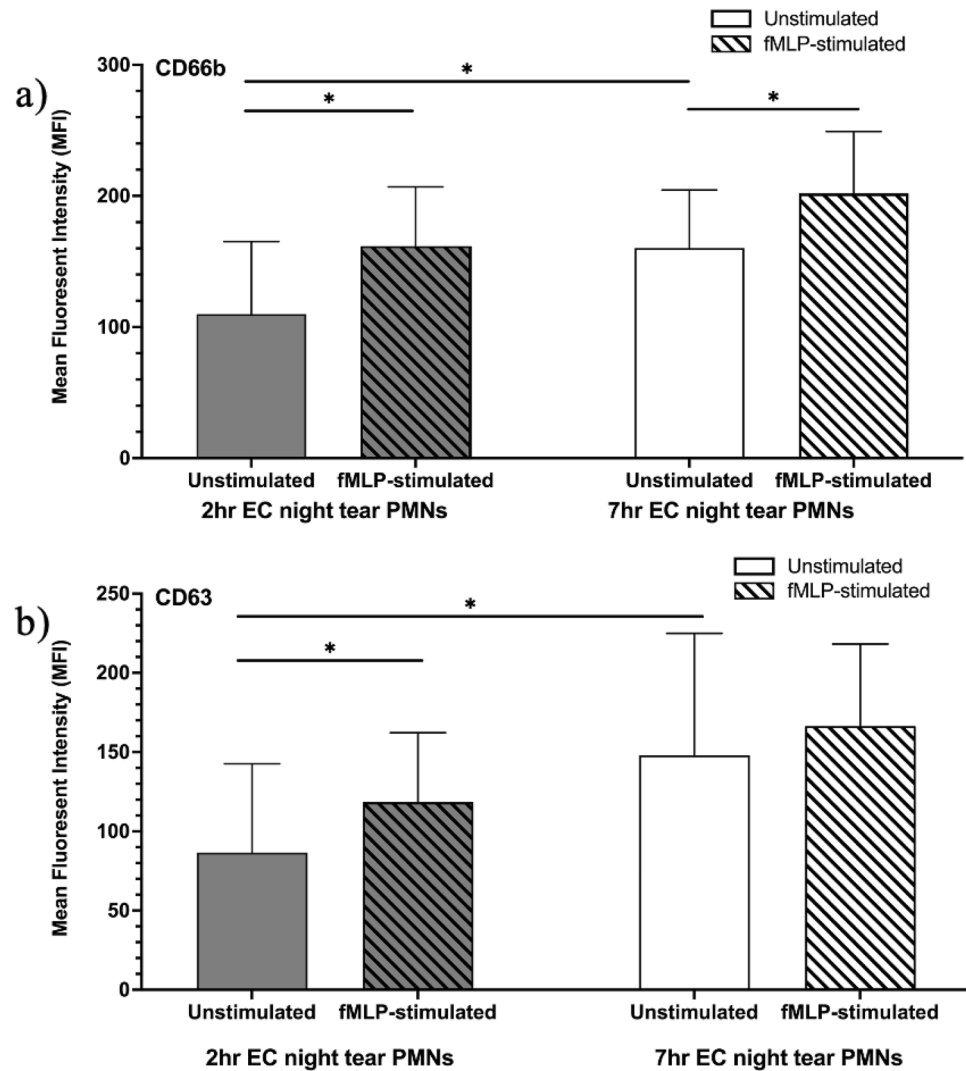 Unstimulated
fMLP-stimulated
a)
CD66b
*
*
*
Mean Fluoresent Intensity (MFI)
300
200
100
0
Unstimulated fMLP-stimulated Unstimulated fMLP-stimulated
2hr EC night tear PMNs 7hr EC night tear PMNs
Unstimulated
fMLP-stimulated
b)
CD63
*
*
Mean Fluoresent Intensity (MFI)
250
200
150
100
50
0
Unstimulated fMLP-stimulated Unstimulated fMLP-stimulated
2hr EC night tear PMNs 7hr EC night tear PMNs